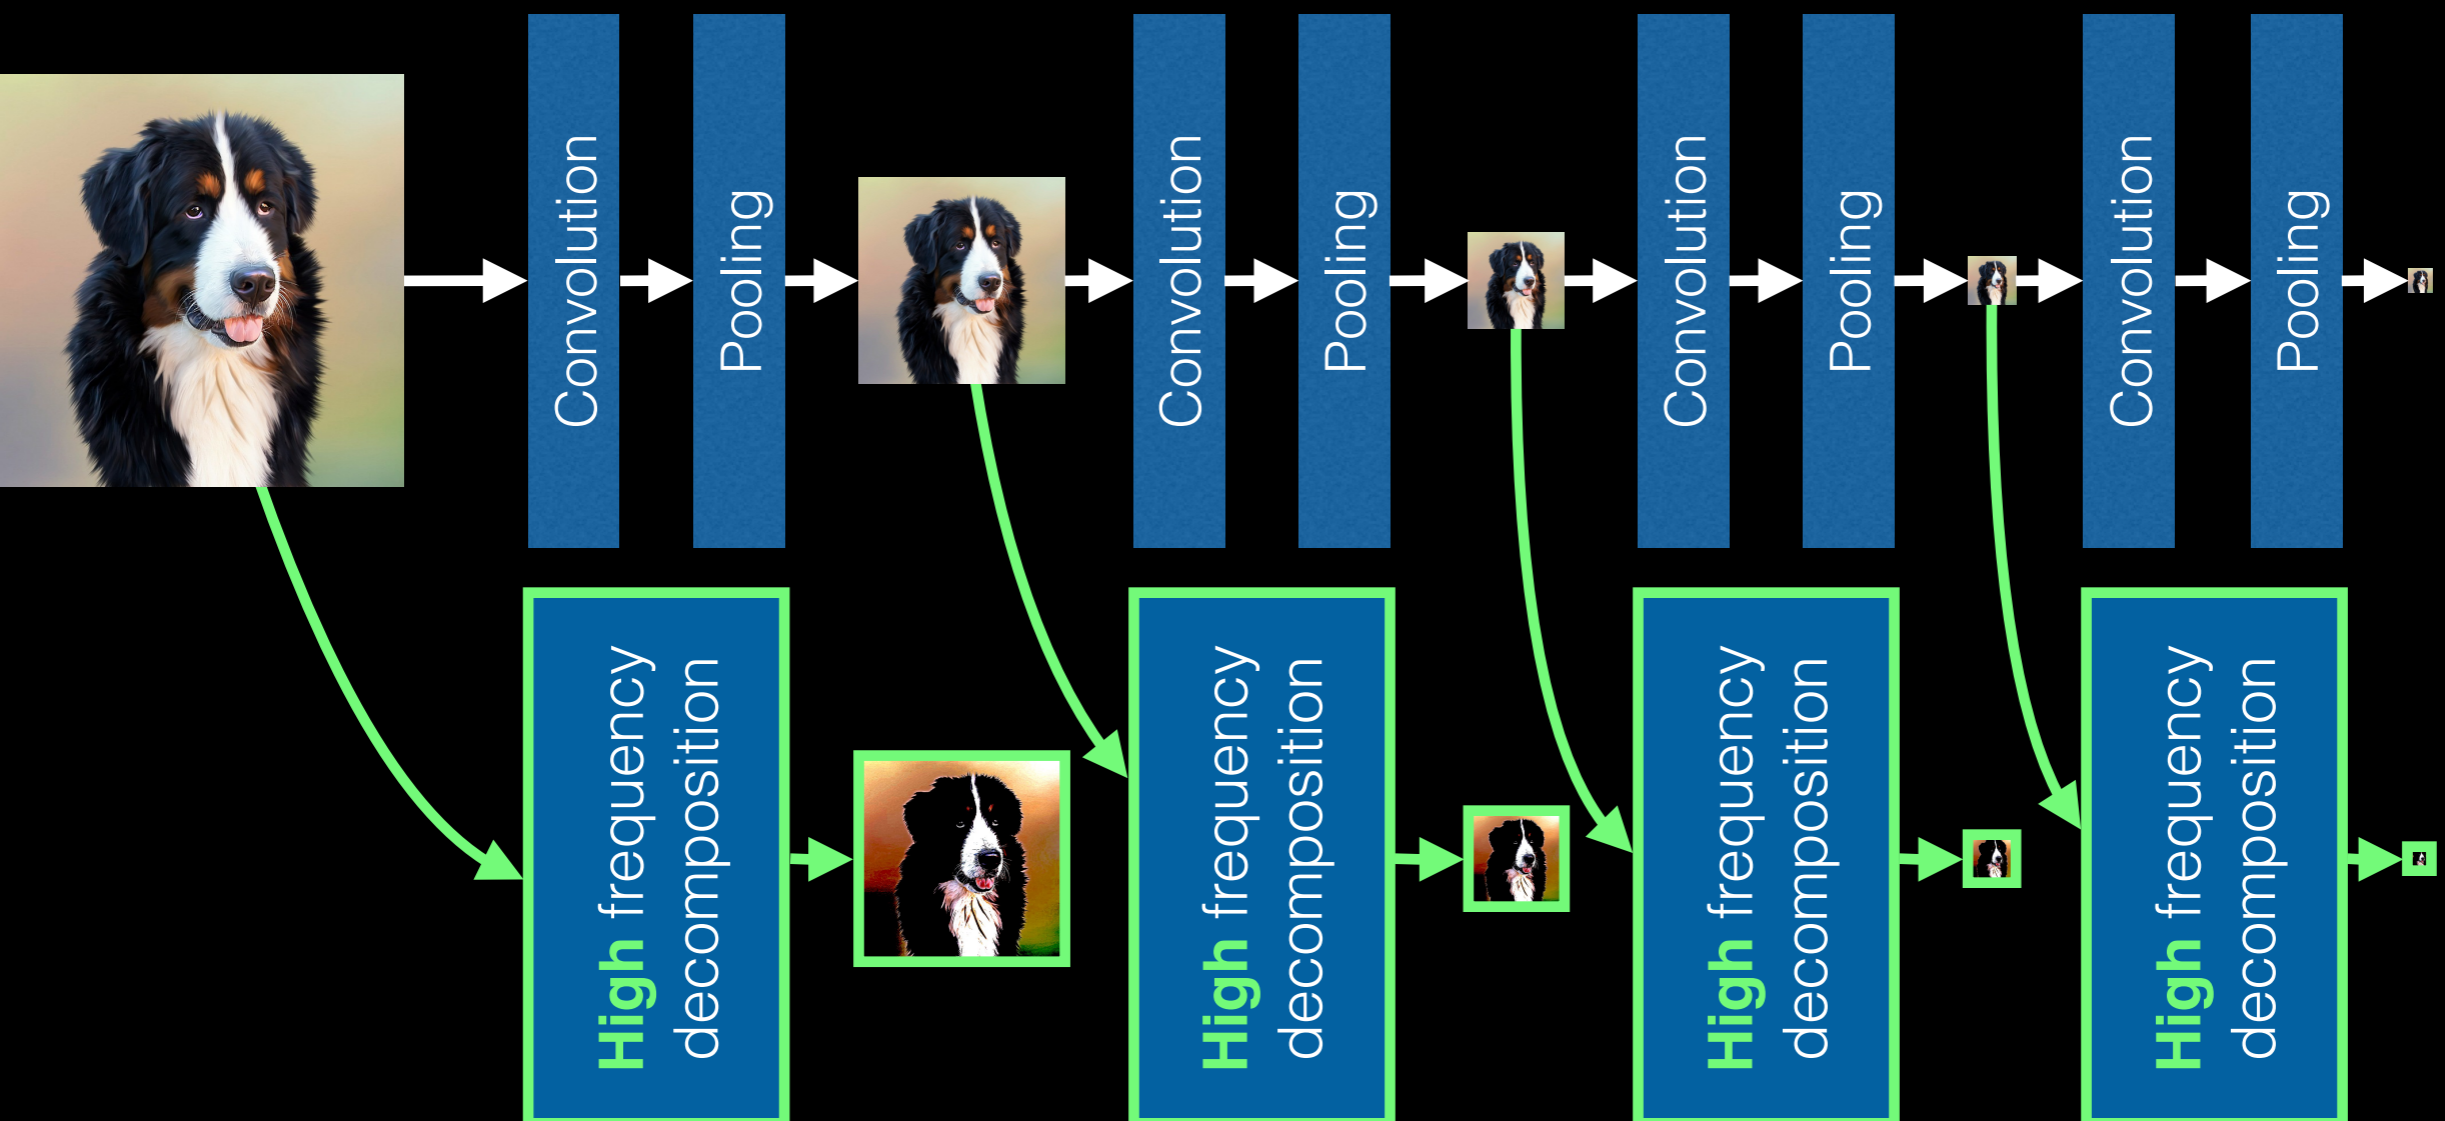 Convolution
Pooling
Convolution
Pooling
Convolution
Pooling
Convolution
Pooling
High frequency
decomposition
High frequency
decomposition
High frequency
decomposition
High frequency
decomposition